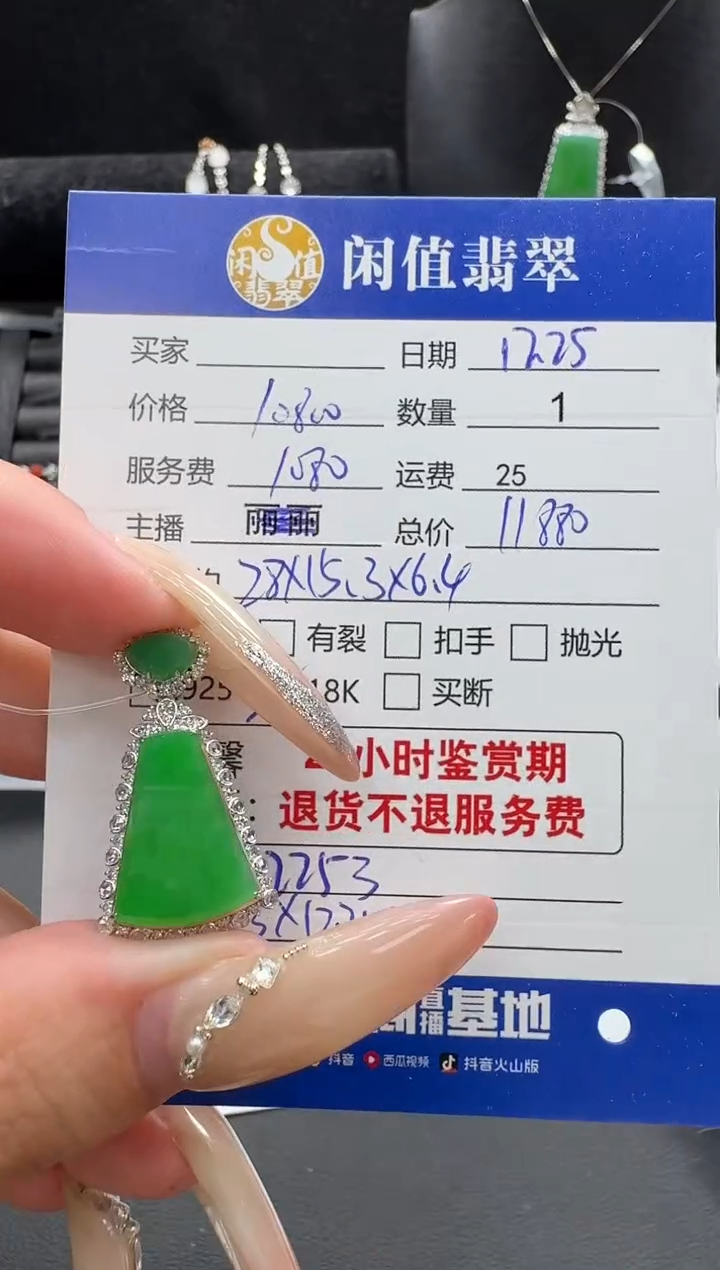 闲值翡翠 闲值翡翠
买家 日期 12.25
价格 10800 数量 1
服务费 1080 运费 25
主播 丽丽 总价 11880
28X15.3X6.4
有裂 扣手 抛光
925 18K 买断
小时鉴赏期
: 退货不退服务费
2253
基地
抖音 西瓜视频 抖音火山版